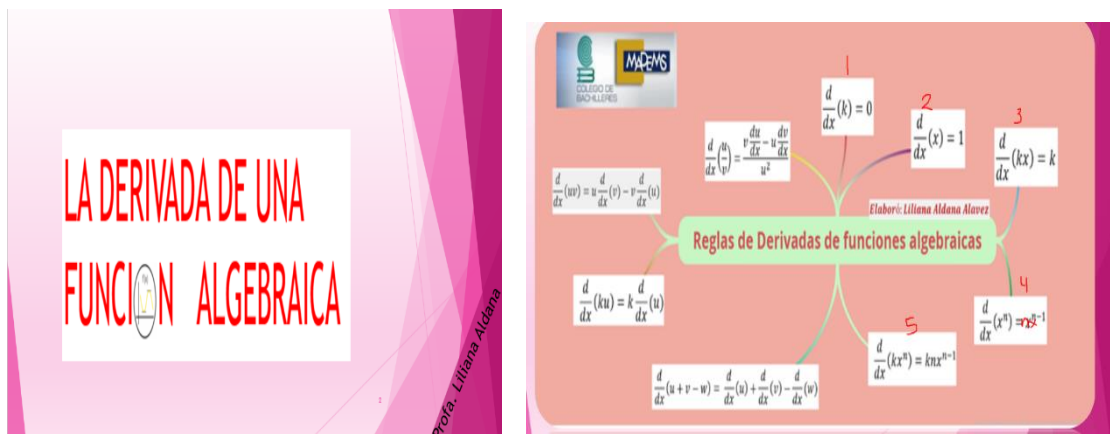 LA DERIVADA DE UNA
FUNCIÓN ALGEBRAICA
Profa. Liliana Aldana
COLEGIO DE
BACHILLERES
MADEMS
1
d/dx (k) = 0
2
d/dx (x) = 1
3
d/dx (kx) = k
4
d/dx (xⁿ) = nxⁿ⁻¹
5
d/dx (kxⁿ) = knxⁿ⁻¹
d/dx (u + v − w) = d/dx (u) + d/dx (v) − d/dx (w)
d/dx (ku) = k d/dx (u)
d/dx (uv) = u d/dx (v) − v d/dx (u)
d/dx (u/v) = (v du/dx − u dv/dx)/u²
Elaboró: Liliana Aldana Alavez
Reglas de Derivadas de funciones algebraicas